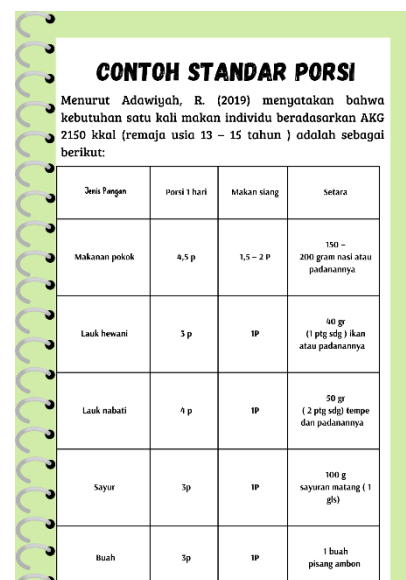 CONTOH STANDAR PORSI
Menurut Adawiyah, R. (2019) menyatakan bahwa
kebutuhan satu kali makan individu beradasarkan AKG
2150 kkal (remaja usia 13 – 15 tahun ) adalah sebagai
berikut:
Jenis Pangan Porsi 1 hari Makan siang Setara
Makanan pokok 4,5 p 1,5 – 2 P 150 –
200 gram nasi atau
padanannya
Lauk hewani 3 p 1P 40 gr
(1 ptg sdg ) ikan
atau padanannya
Lauk nabati 4 p 1P 50 gr
( 2 ptg sdg) tempe
dan padanannya
Sayur 3p 1P 100 g
sayuran matang ( 1
gls)
Buah 3p 1P 1 buah
pisang ambon